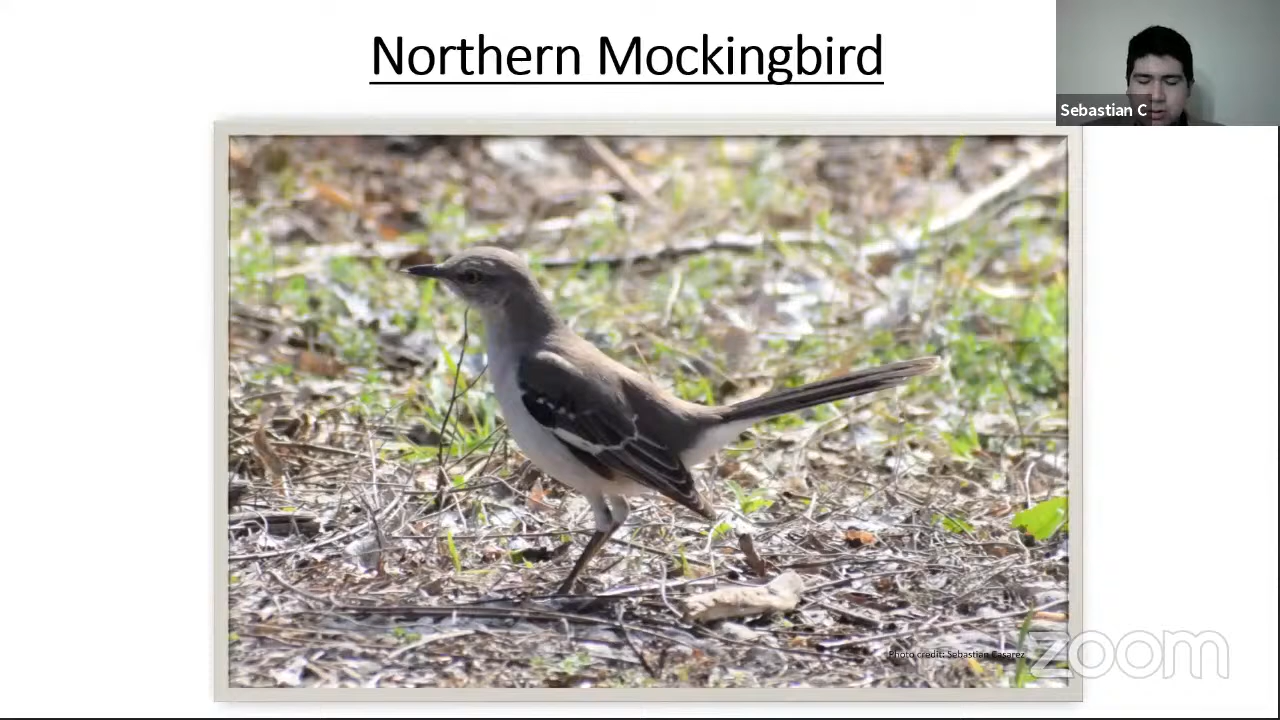 Northern Mockingbird
Sebastian C
Photo credit: Sebastian Casarez
zoom